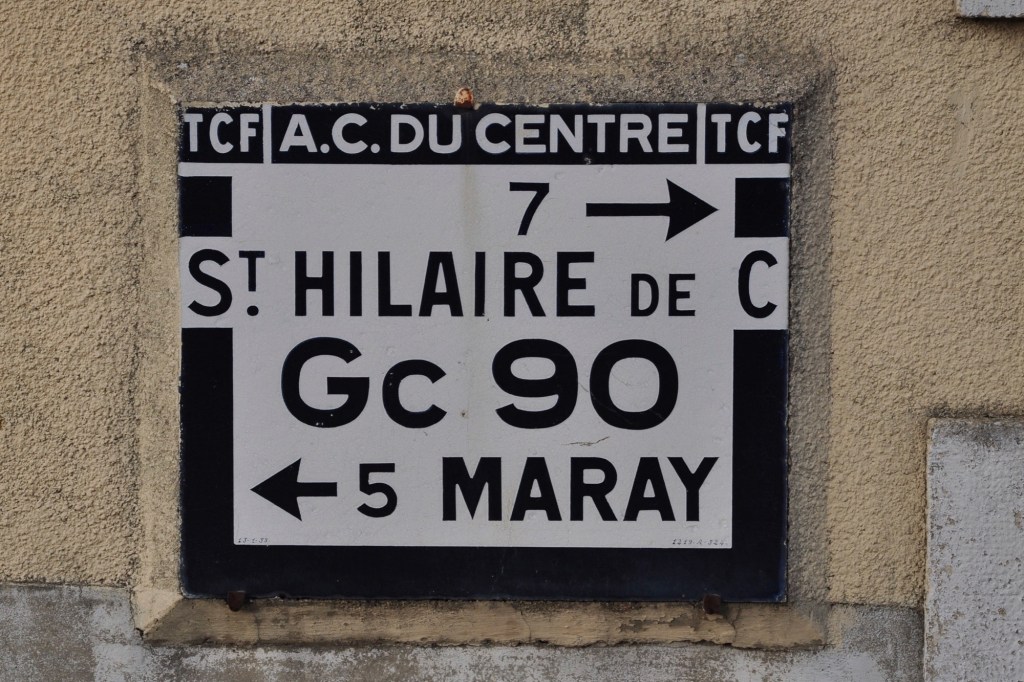 TCF A.C. DU CENTRE TCF
7
ST HILAIRE DE C
Gc 90
5 MARAY